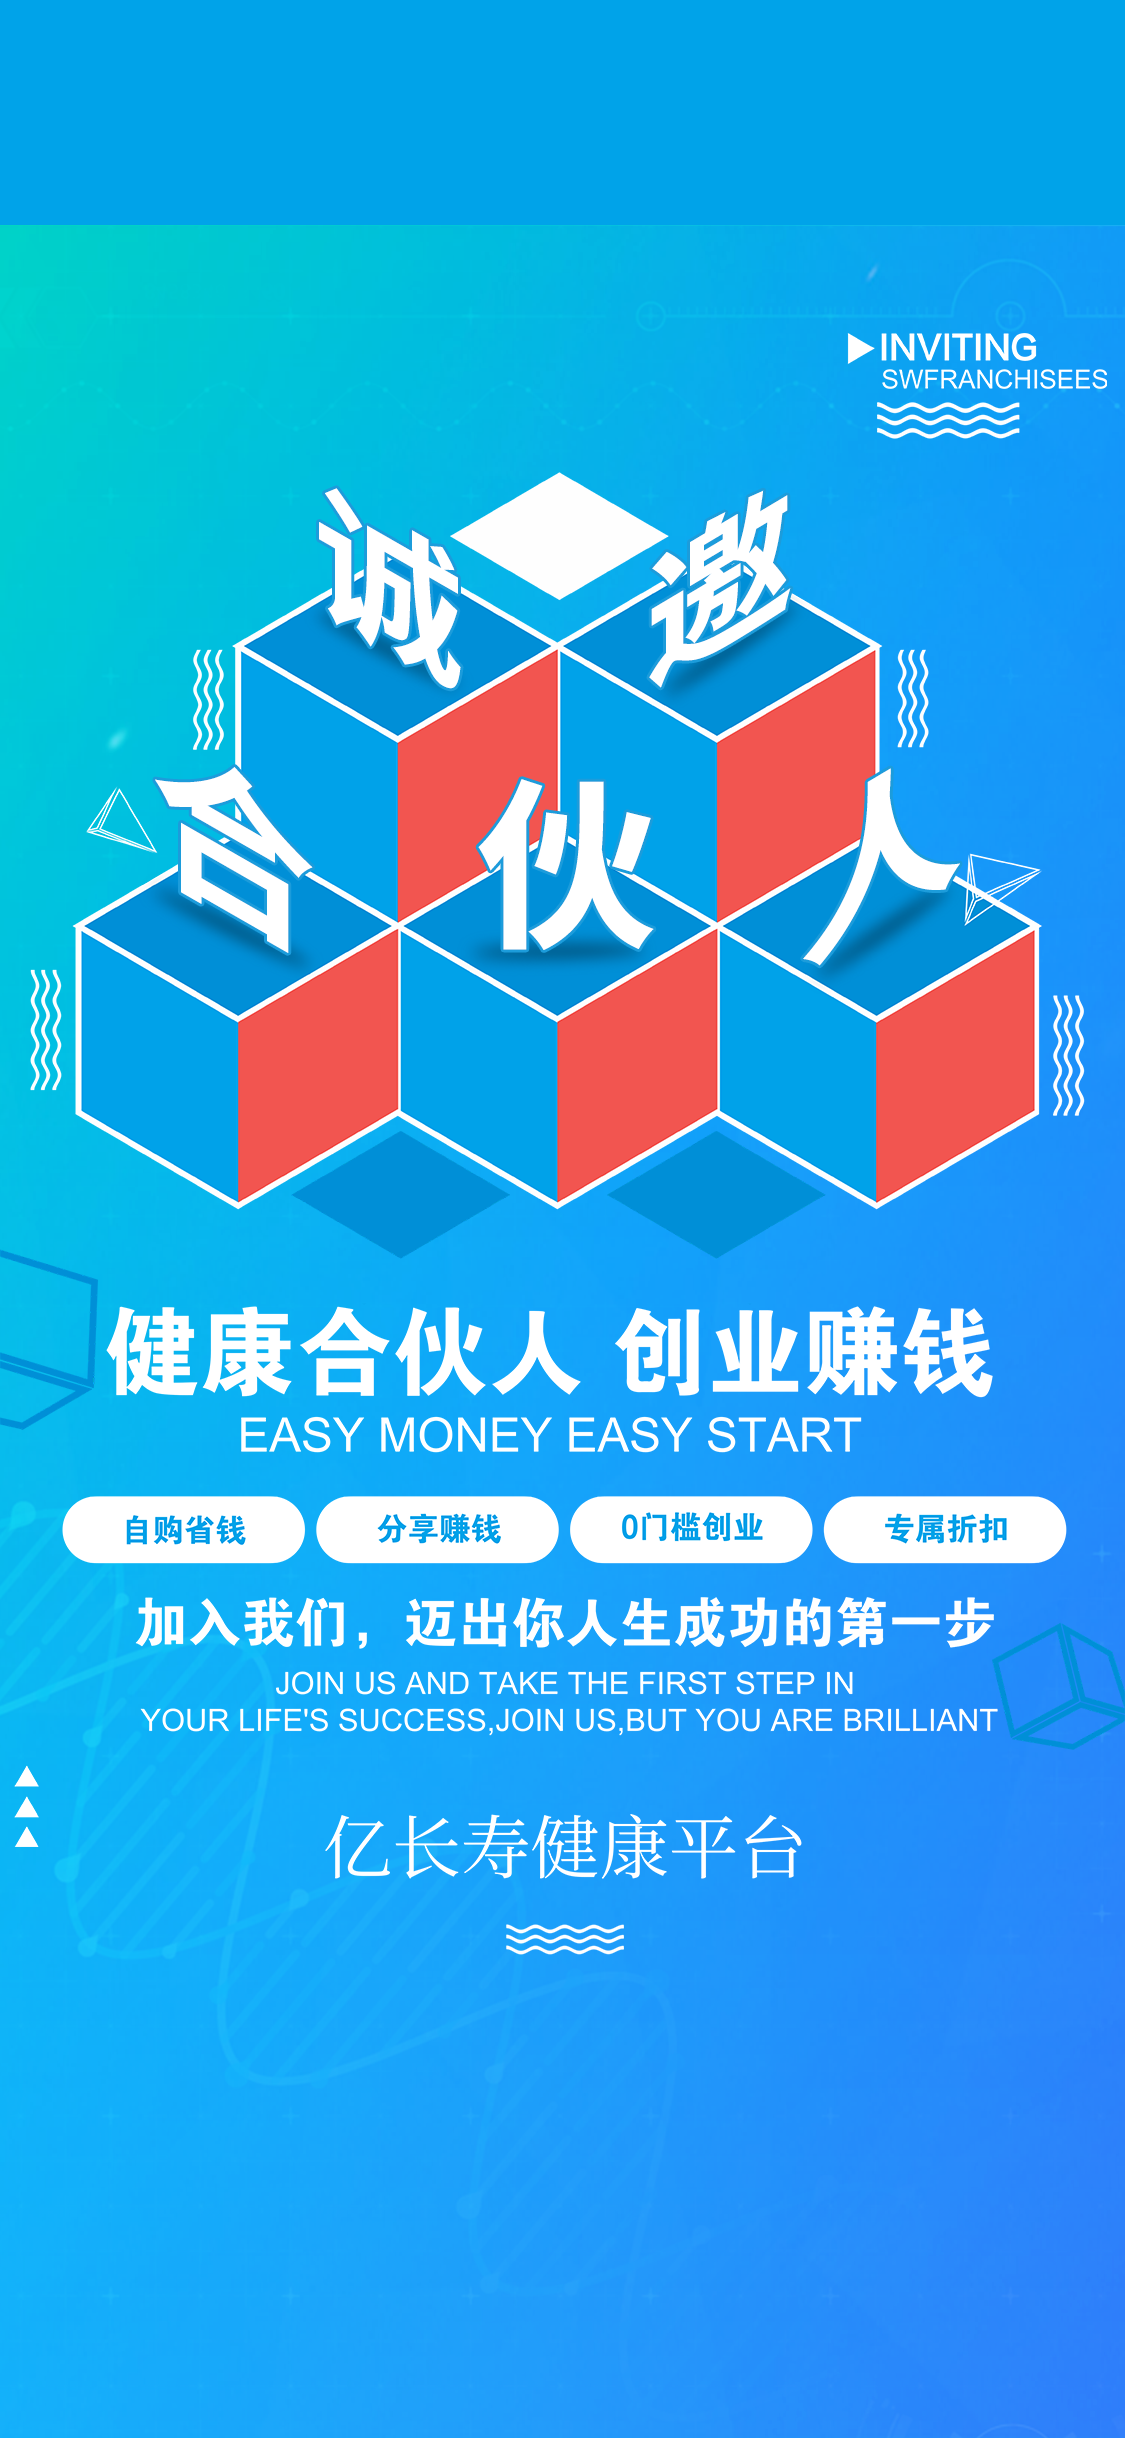 INVITING
SWFRANCHISEES
诚邀
合伙人
健康合伙人 创业赚钱
EASY MONEY EASY START
自购省钱 分享赚钱 0门槛创业 专属折扣
加入我们，迈出你人生成功的第一步
JOIN US AND TAKE THE FIRST STEP IN
YOUR LIFE'S SUCCESS,JOIN US,BUT YOU ARE BRILLIANT
亿长寿健康平台